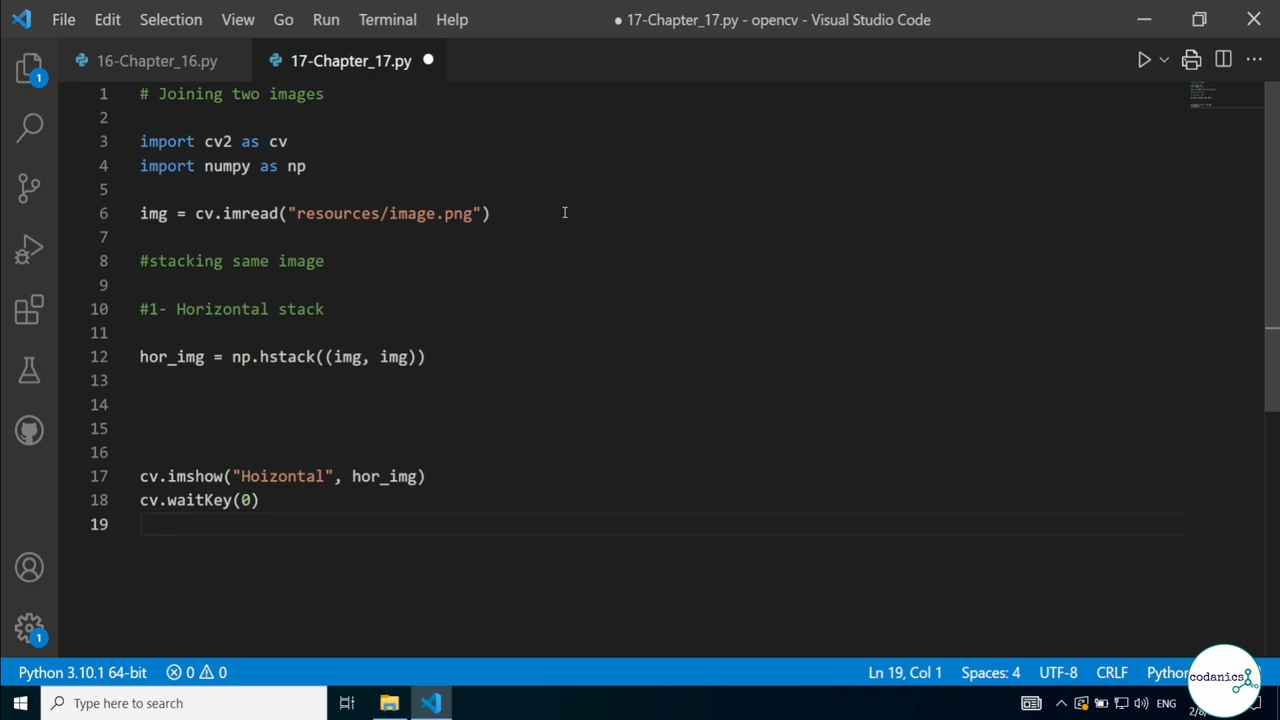 File Edit Selection View Go Run Terminal Help
● 17-Chapter_17.py - opencv - Visual Studio Code
16-Chapter_16.py
17-Chapter_17.py
1 # Joining two images
2
3 import cv2 as cv
4 import numpy as np
5
6 img = cv.imread("resources/image.png")
7
8 #stacking same image
9
10 #1- Horizontal stack
11
12 hor_img = np.hstack((img, img))
13
14
15
16
17 cv.imshow("Hoizontal", hor_img)
18 cv.waitKey(0)
19
1
1
Python 3.10.1 64-bit 0 0 Ln 19, Col 1 Spaces: 4 UTF-8 CRLF Python
codanics
Type here to search
ENG